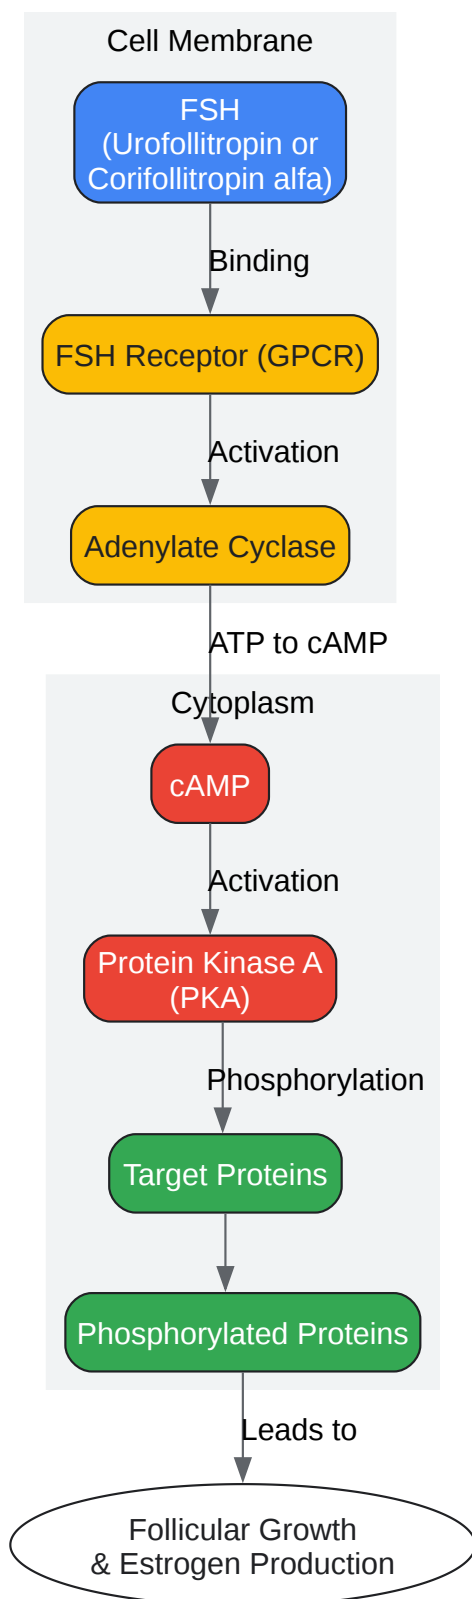 Cell Membrane
FSH
(Urofollitropin or
Corifollitropin alfa)
Binding
FSH Receptor (GPCR)
Activation
Adenylate Cyclase
ATP to cAMP
Cytoplasm
cAMP
Activation
Protein Kinase A
(PKA)
Phosphorylation
Target Proteins
Phosphorylated Proteins
Leads to
Follicular Growth
& Estrogen Production